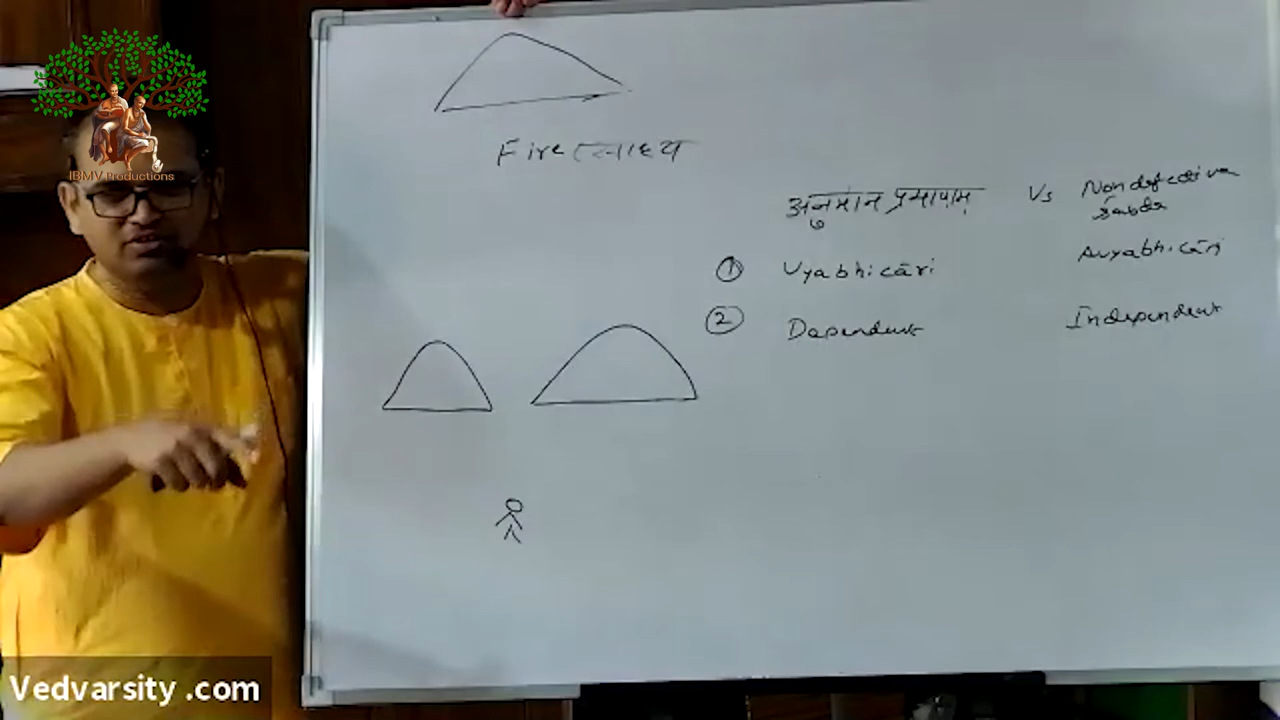 IBMV Productions
Fire साध्य
अनुमान प्रमाणम् Vs Non defective
śabda
① Vyabhicāri Avyabhicāri
② Dependent Independent
Vedvarsity .com